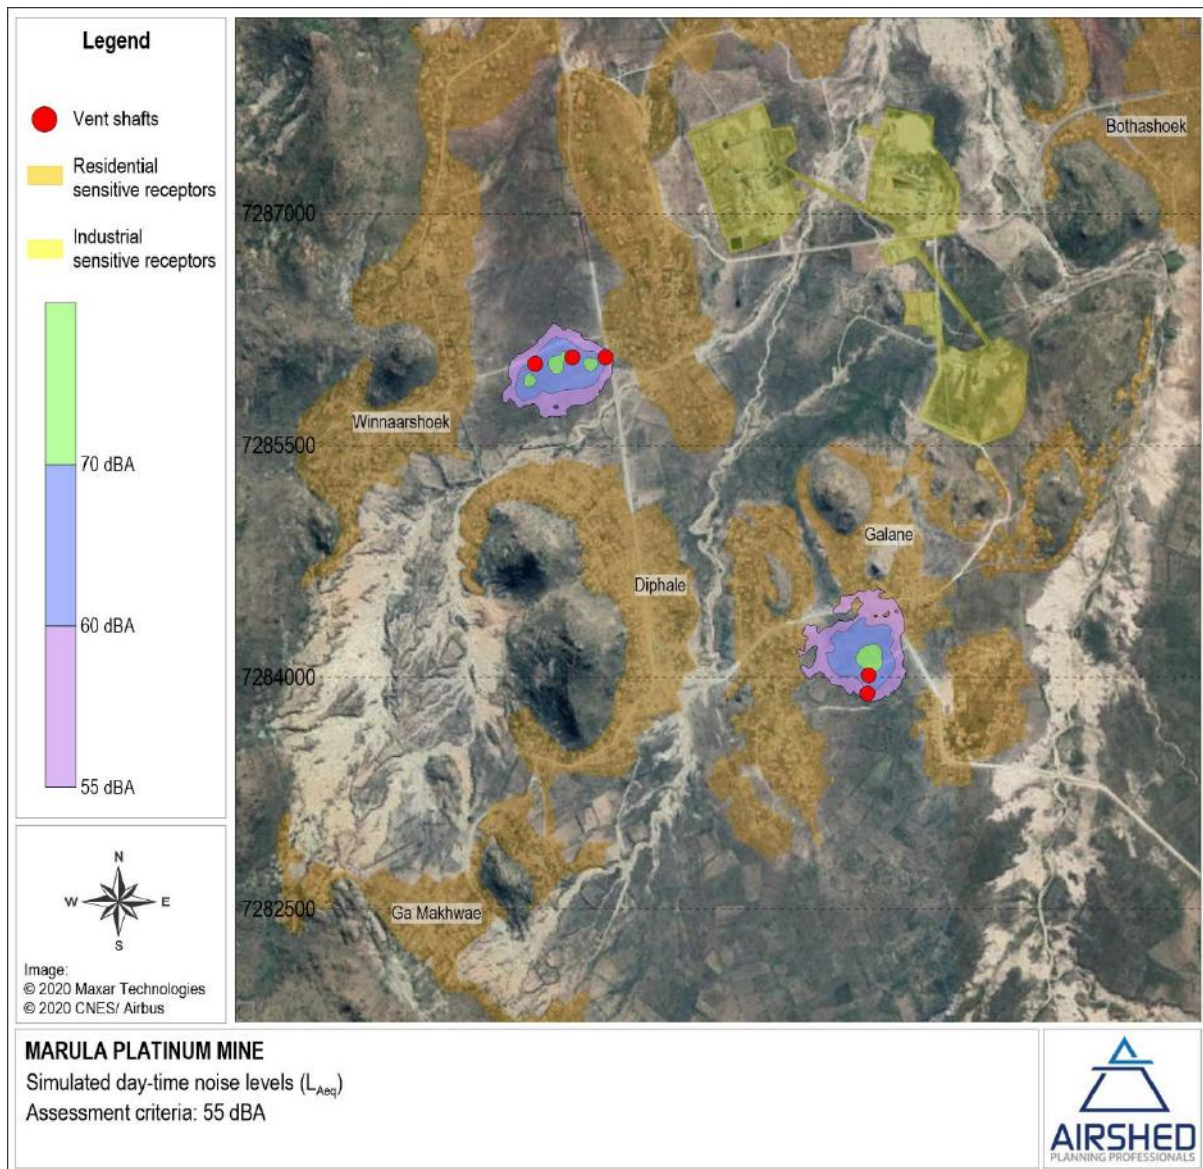 Legend
Vent shafts
Residential
sensitive receptors
Industrial
sensitive receptors
70 dBA
60 dBA
55 dBA
N
W E
S
Image:
© 2020 Maxar Technologies
© 2020 CNES/ Airbus
Bothashoek
7287000
Winnaarshoek
7285500
Galane
Diphale
7284000
7282500
Ga Makhwae
MARULA PLATINUM MINE
Simulated day-time noise levels (LAeq)
Assessment criteria: 55 dBA
AIRSHED
PLANNING PROFESSIONALS